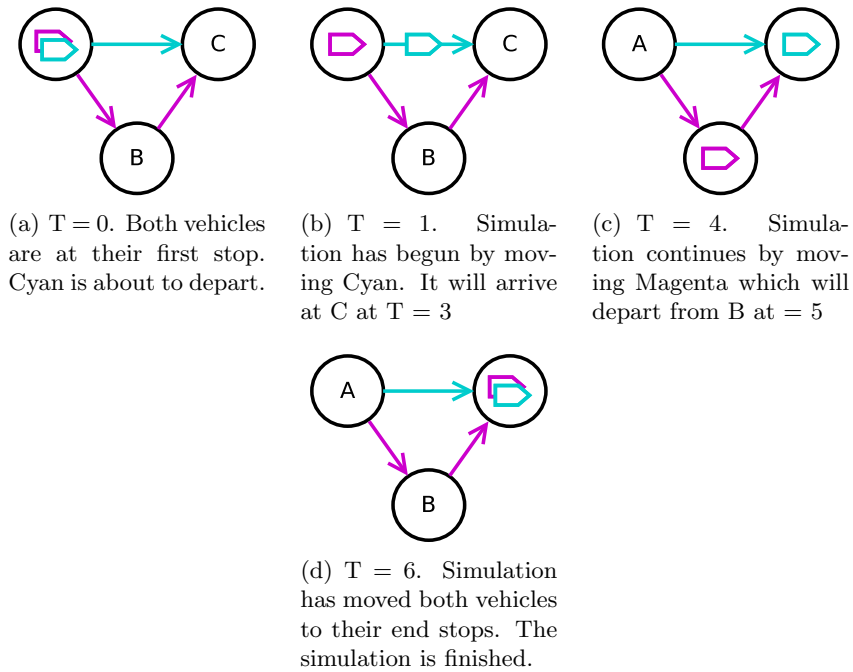 C
B
(a) T = 0. Both vehicles
are at their first stop.
Cyan is about to depart.
C
B
(b) T = 1. Simula-
tion has begun by mov-
ing Cyan. It will arrive
at C at T = 3
A
B
(c) T = 4. Simula-
tion continues by mov-
ing Magenta which will
depart from B at = 5
A
B
(d) T = 6. Simulation
has moved both vehicles
to their end stops. The
simulation is finished.